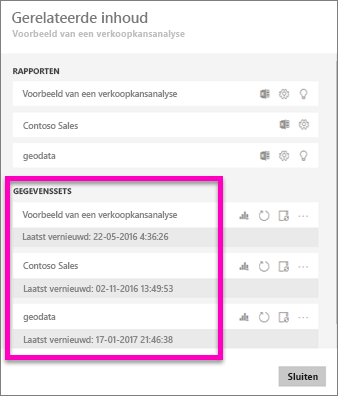 Gerelateerde inhoud
Voorbeeld van een verkoopkansanalyse
RAPPORTEN
Voorbeeld van een verkoopkansanalyse
Contoso Sales
geodata
GEGEVENSSETS
Voorbeeld van een verkoopkansanalyse
Laatst vernieuwd: 22-05-2016 4:36:26
Contoso Sales
Laatst vernieuwd: 02-11-2016 13:49:53
geodata
Laatst vernieuwd: 17-01-2017 21:46:38
Sluiten